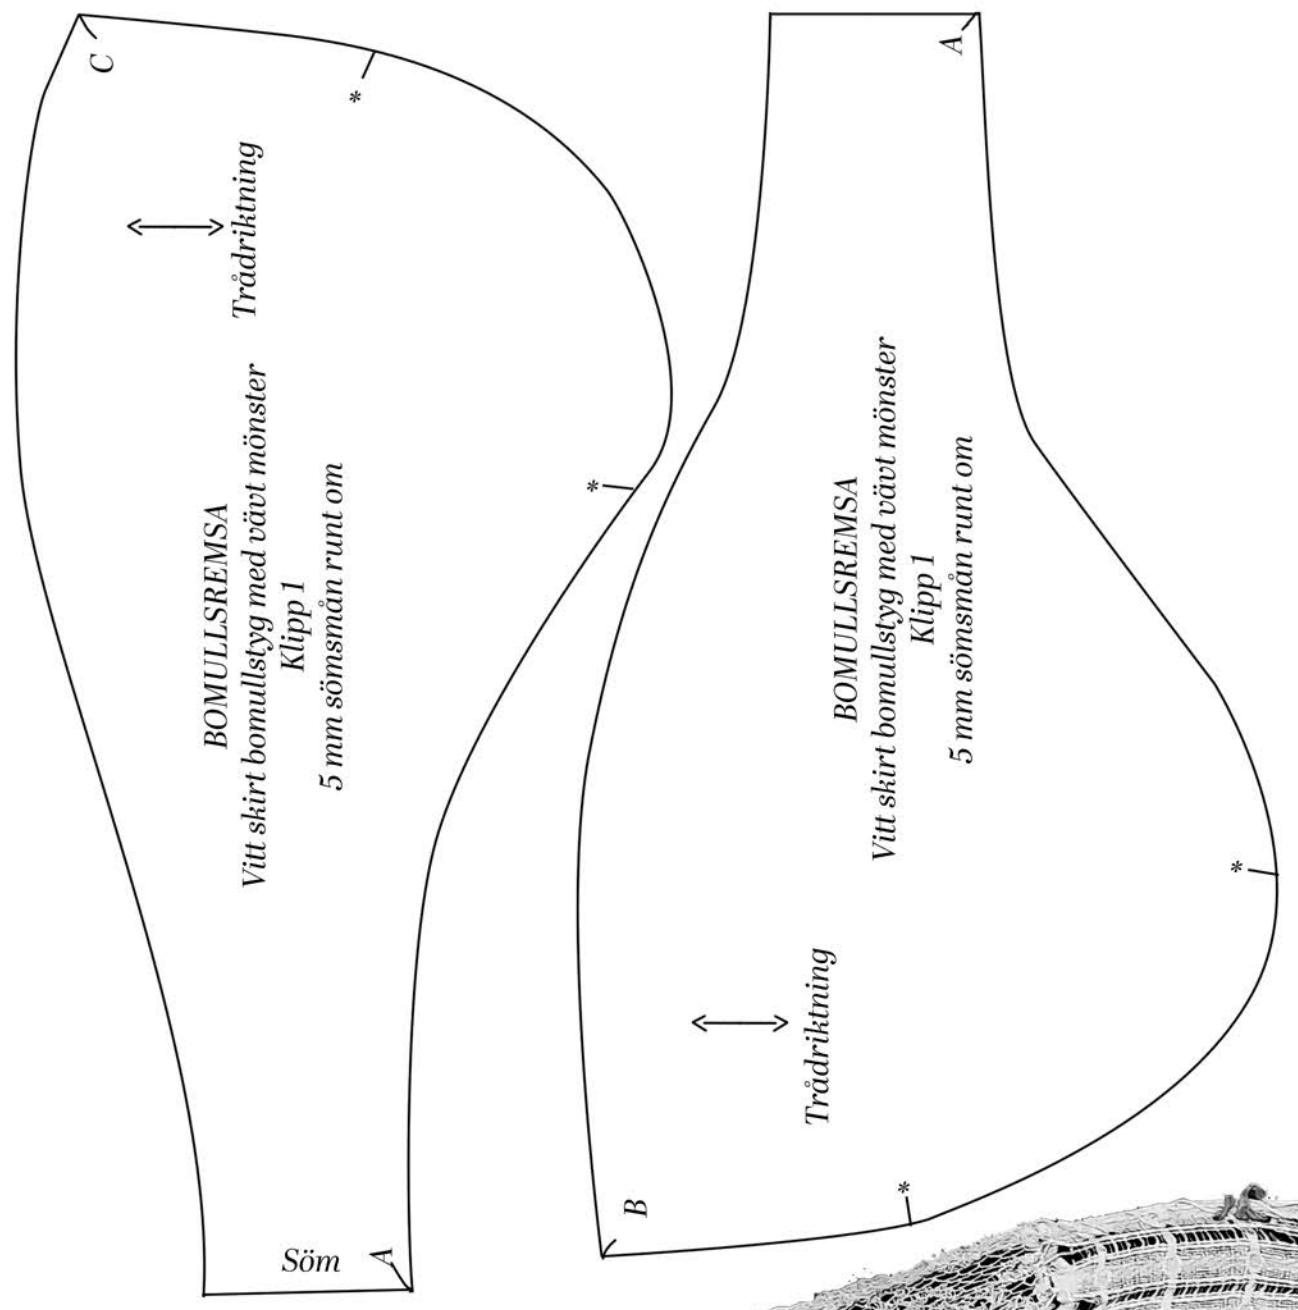 C
*
Trådriktning
BOMULLSREMSA
Vitt skirt bomullstyg med vävt mönster
Klipp 1
5 mm sömsmån runt om
*
Söm
A
A
BOMULLSREMSA
Vitt skirt bomullstyg med vävt mönster
Klipp 1
5 mm sömsmån runt om
*
Trådriktning
*
B